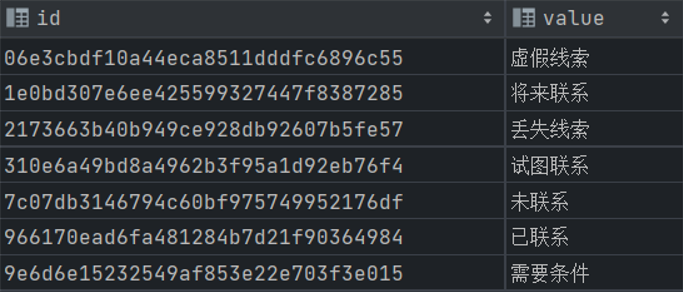 id value
06e3cbdf10a44eca8511dddfc6896c55 虚假线索
1e0bd307e6ee425599327447f8387285 将来联系
2173663b40b949ce928db92607b5fe57 丢失线索
310e6a49bd8a4962b3f95a1d92eb76f4 试图联系
7c07db3146794c60bf975749952176df 未联系
966170ead6fa481284b7d21f90364984 已联系
9e6d6e15232549af853e22e703f3e015 需要条件